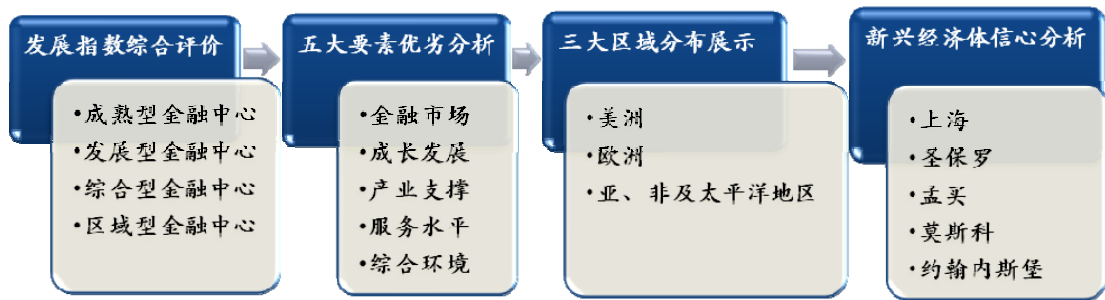 发展指数综合评价
•成熟型金融中心
•发展型金融中心
•综合型金融中心
•区域型金融中心
五大要素优劣分析
•金融市场
•成长发展
•产业支撑
•服务水平
•综合环境
三大区域分布展示
•美洲
•欧洲
•亚、非及太平洋地区
新兴经济体信心分析
•上海
•圣保罗
•孟买
•莫斯科
•约翰内斯堡